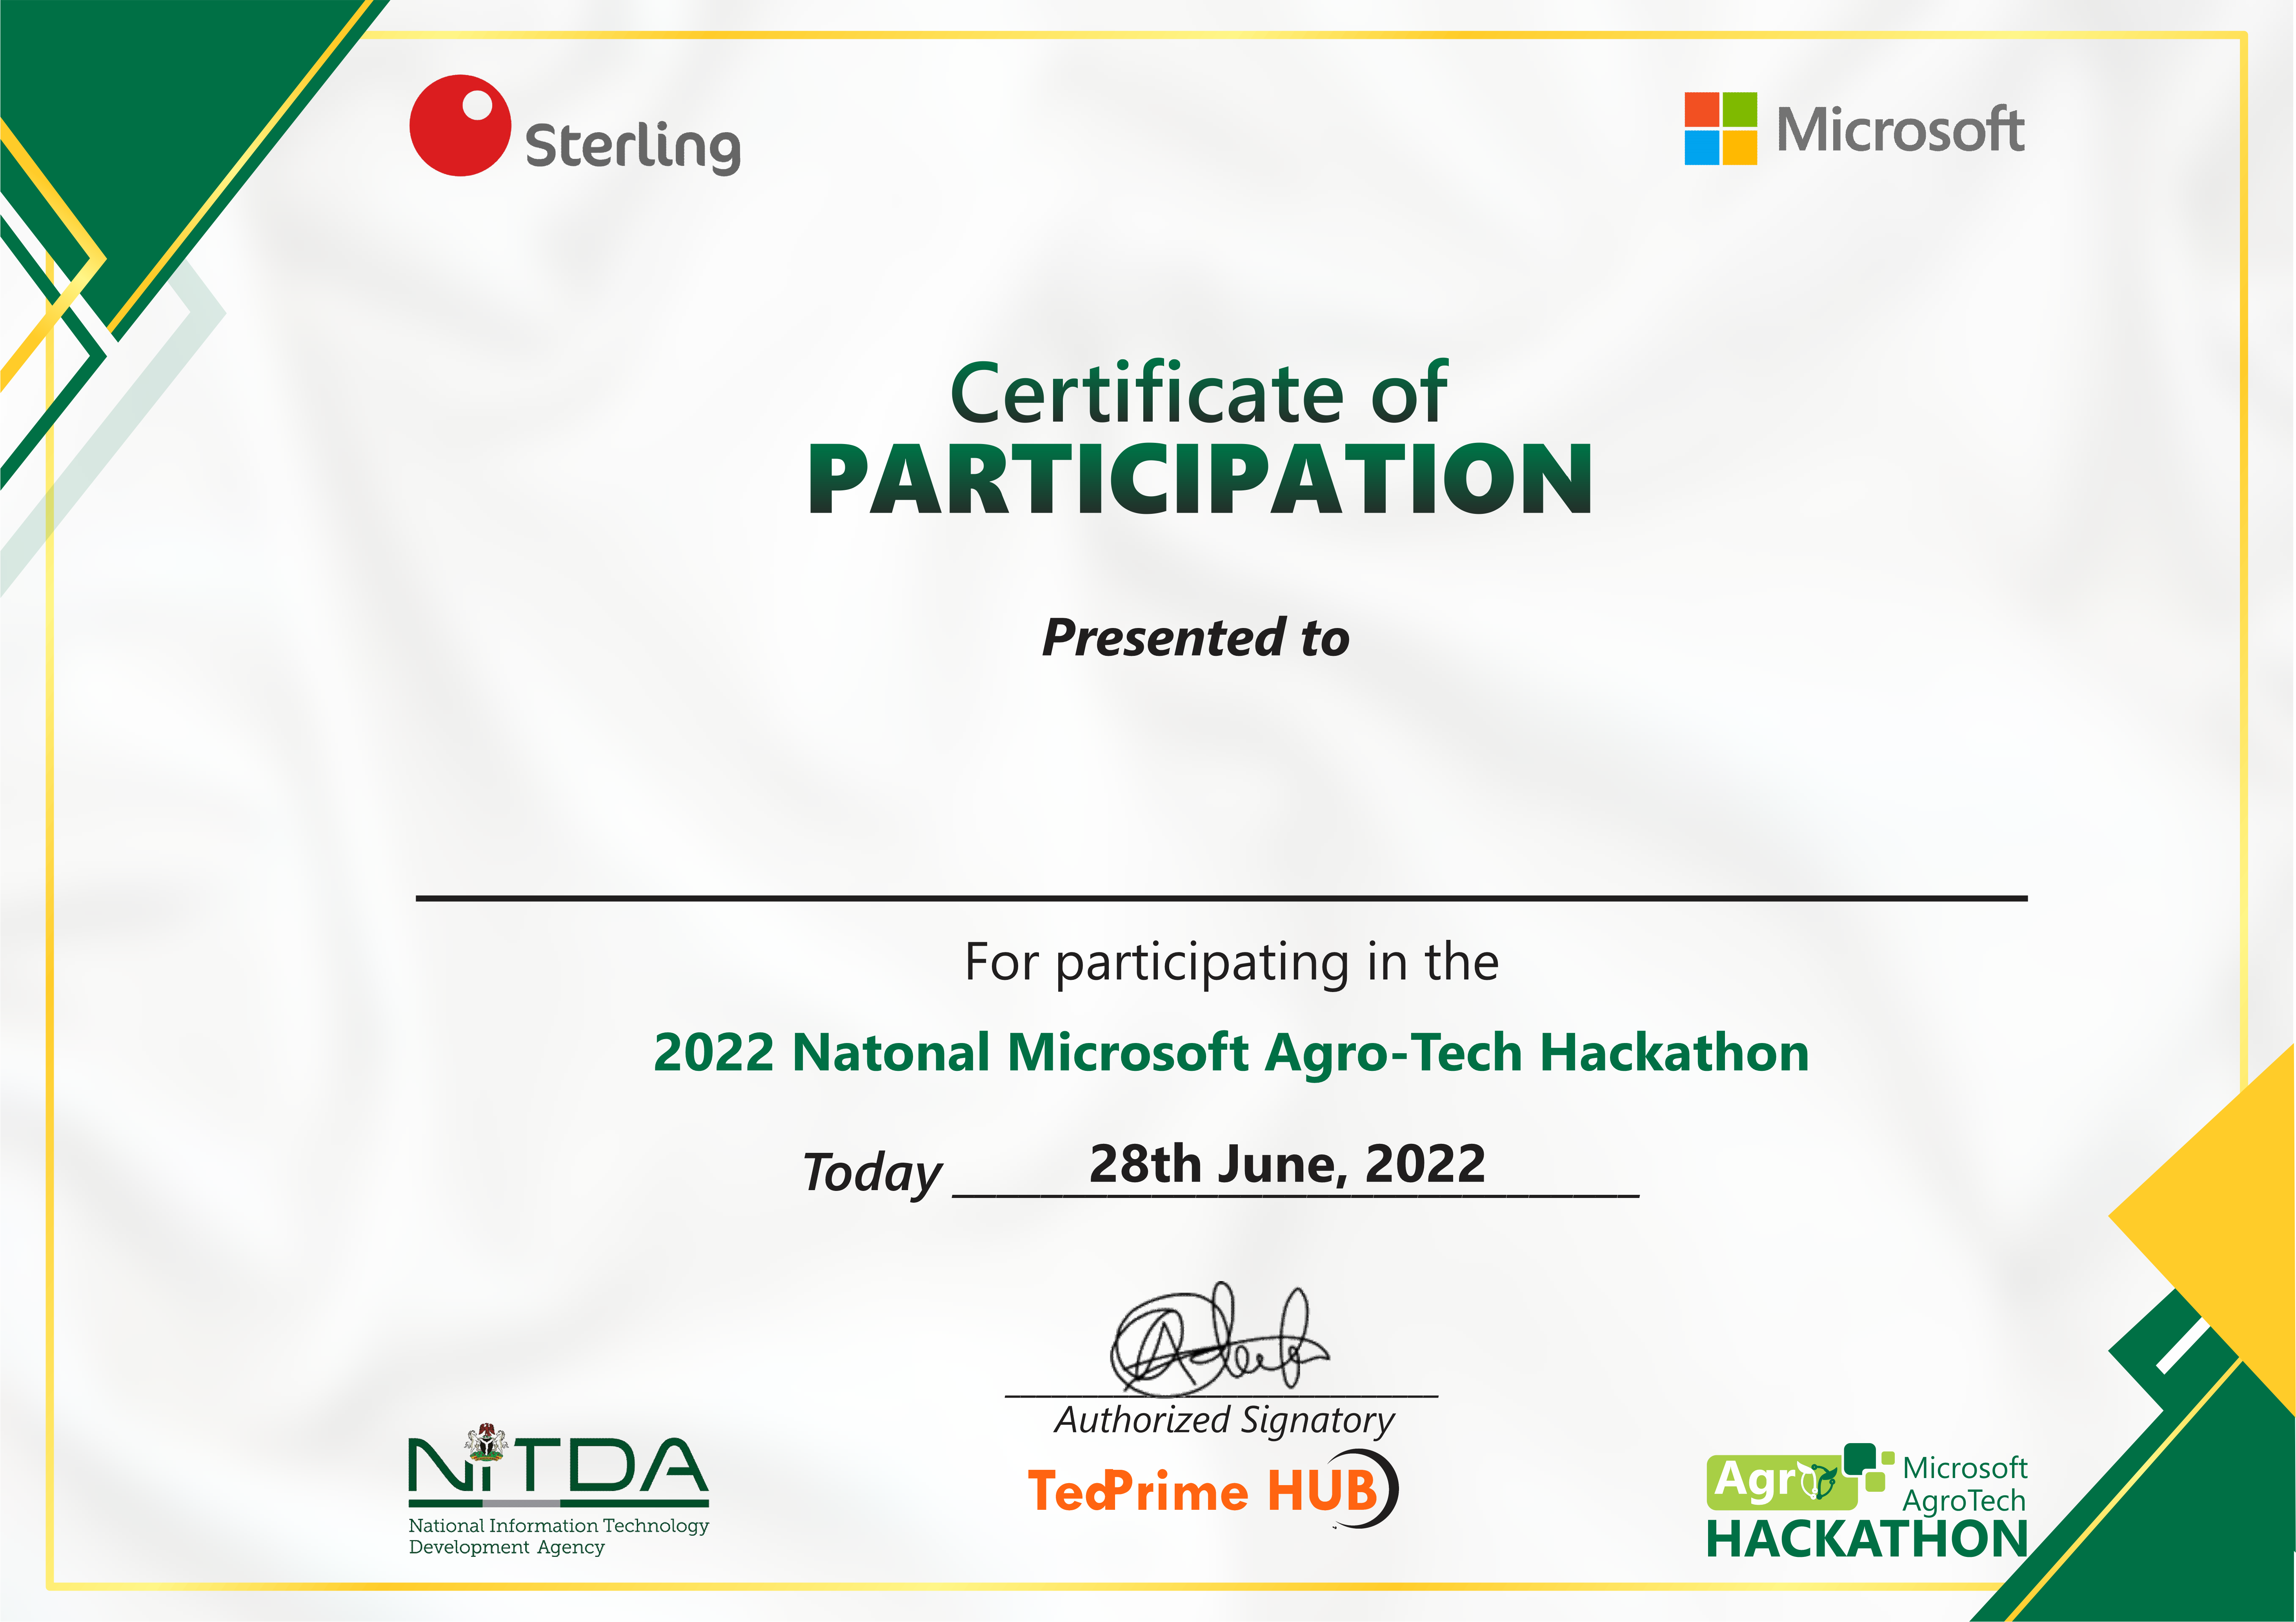 Sterling
Microsoft
Certificate of
PARTICIPATION
Presented to
For participating in the
2022 Natonal Microsoft Agro-Tech Hackathon
Today 28th June, 2022
Authorized Signatory
NiTDA
National Information Technology
Development Agency
TedPrime HUB
Agro
Microsoft
AgroTech
HACKATHON